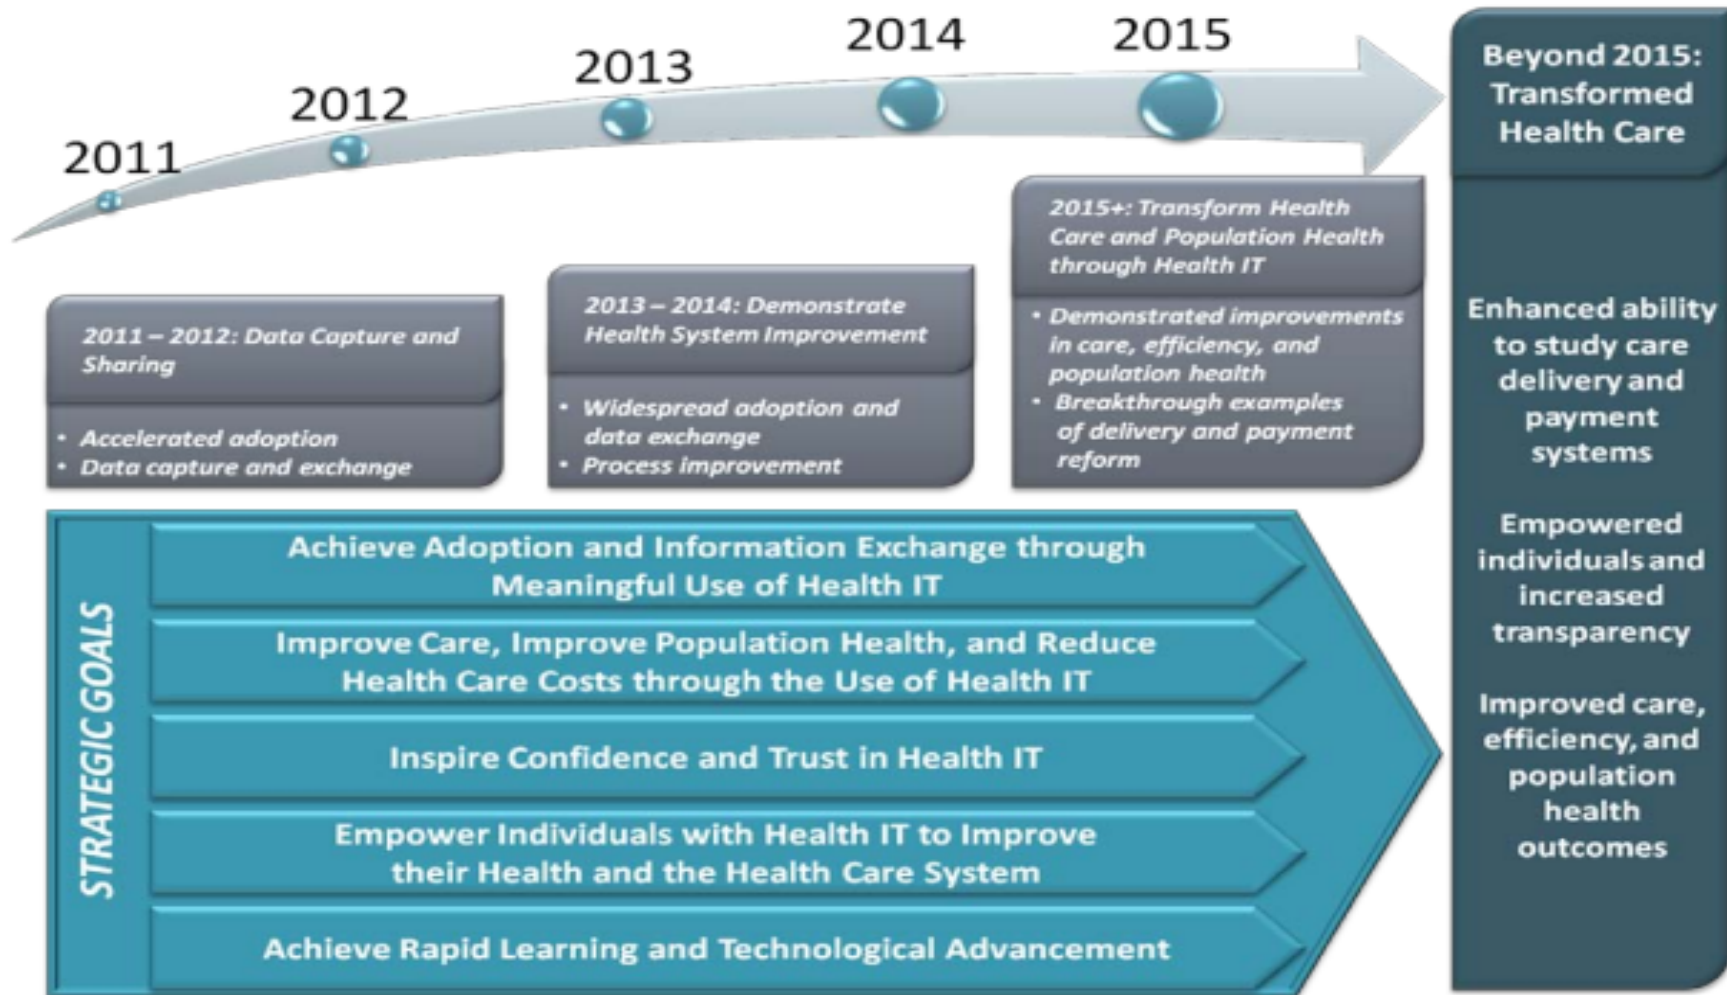 2011
2012
2013
2014
2015
2011 – 2012: Data Capture and
Sharing
• Accelerated adoption
• Data capture and exchange
2013 – 2014: Demonstrate
Health System Improvement
• Widespread adoption and
data exchange
• Process improvement
2015+: Transform Health
Care and Population Health
through Health IT
• Demonstrated improvements
in care, efficiency, and
population health
• Breakthrough examples
of delivery and payment
reform
Beyond 2015:
Transformed
Health Care
Enhanced ability
to study care
delivery and
payment
systems
Empowered
individuals and
increased
transparency
Improved care,
efficiency, and
population
health
outcomes
STRATEGIC GOALS
Achieve Adoption and Information Exchange through
Meaningful Use of Health IT
Improve Care, Improve Population Health, and Reduce
Health Care Costs through the Use of Health IT
Inspire Confidence and Trust in Health IT
Empower Individuals with Health IT to Improve
their Health and the Health Care System
Achieve Rapid Learning and Technological Advancement